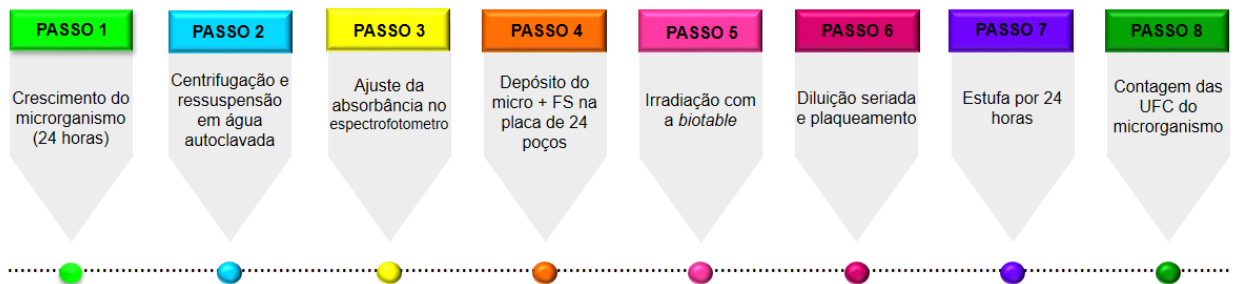 PASSO 1
Crescimento do
microrganismo
(24 horas)
PASSO 2
Centrifugação e
ressuspensão
em água
autoclavada
PASSO 3
Ajuste da
absorbância no
espectrofotometro
PASSO 4
Depósito do
micro + FS na
placa de 24
poços
PASSO 5
Irradiação com
a biotable
PASSO 6
Diluição seriada
e plaqueamento
PASSO 7
Estufa por 24
horas
PASSO 8
Contagem das
UFC do
microrganismo